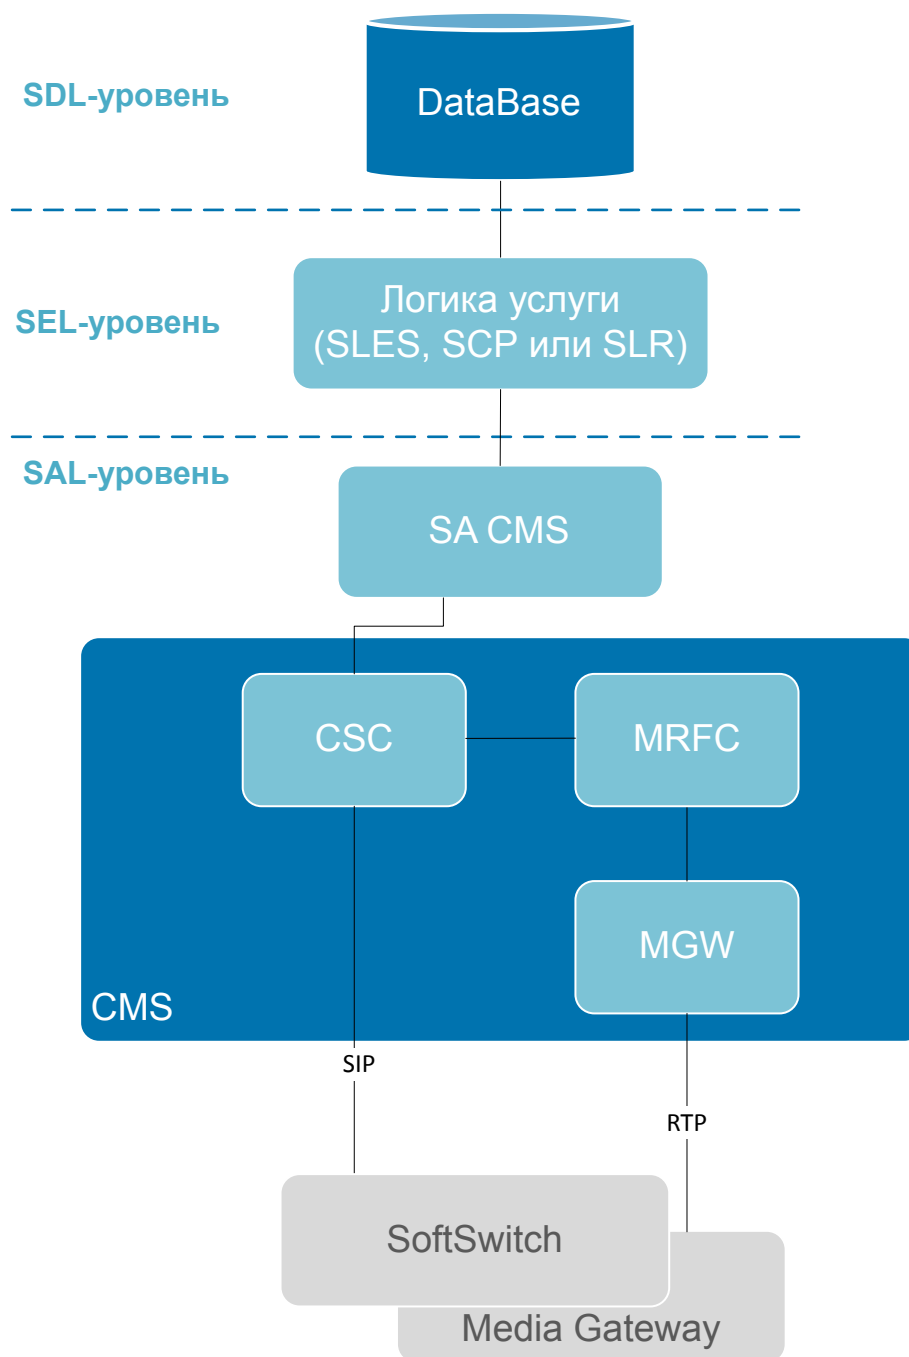 SDL-уровень
DataBase
SEL-уровень
Логика услуги
(SLES, SCP или SLR)
SAL-уровень
SA CMS
CSC
MRFC
MGW
CMS
SIP
RTP
SoftSwitch
Media Gateway